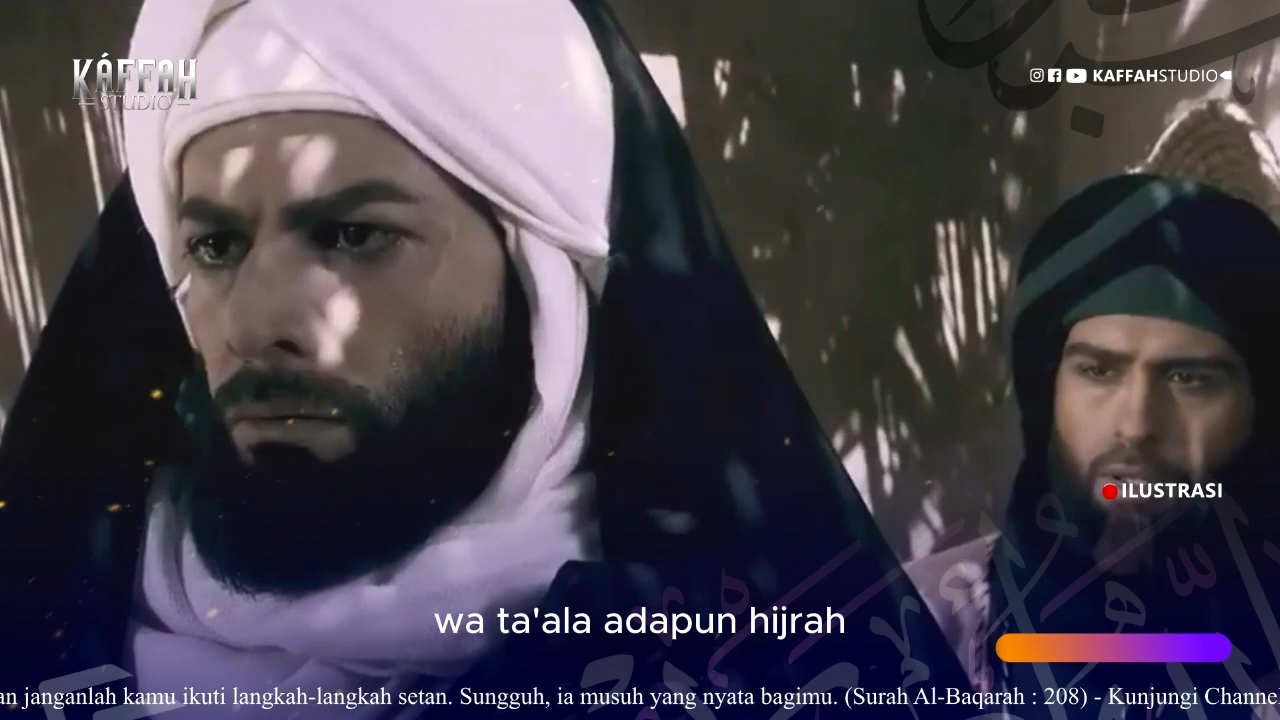 KÁFFAH
STUDIO
KAFFAHSTUDIO
ILUSTRASI
wa ta'ala adapun hijrah
an janganlah kamu ikuti langkah-langkah setan. Sungguh, ia musuh yang nyata bagimu. (Surah Al-Baqarah : 208) - Kunjungi Channe